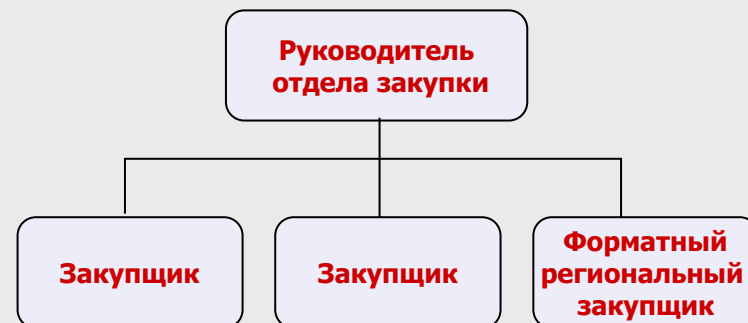 Руководитель
отдела закупки
Закупщик
Закупщик
Форматный
региональный
закупщик